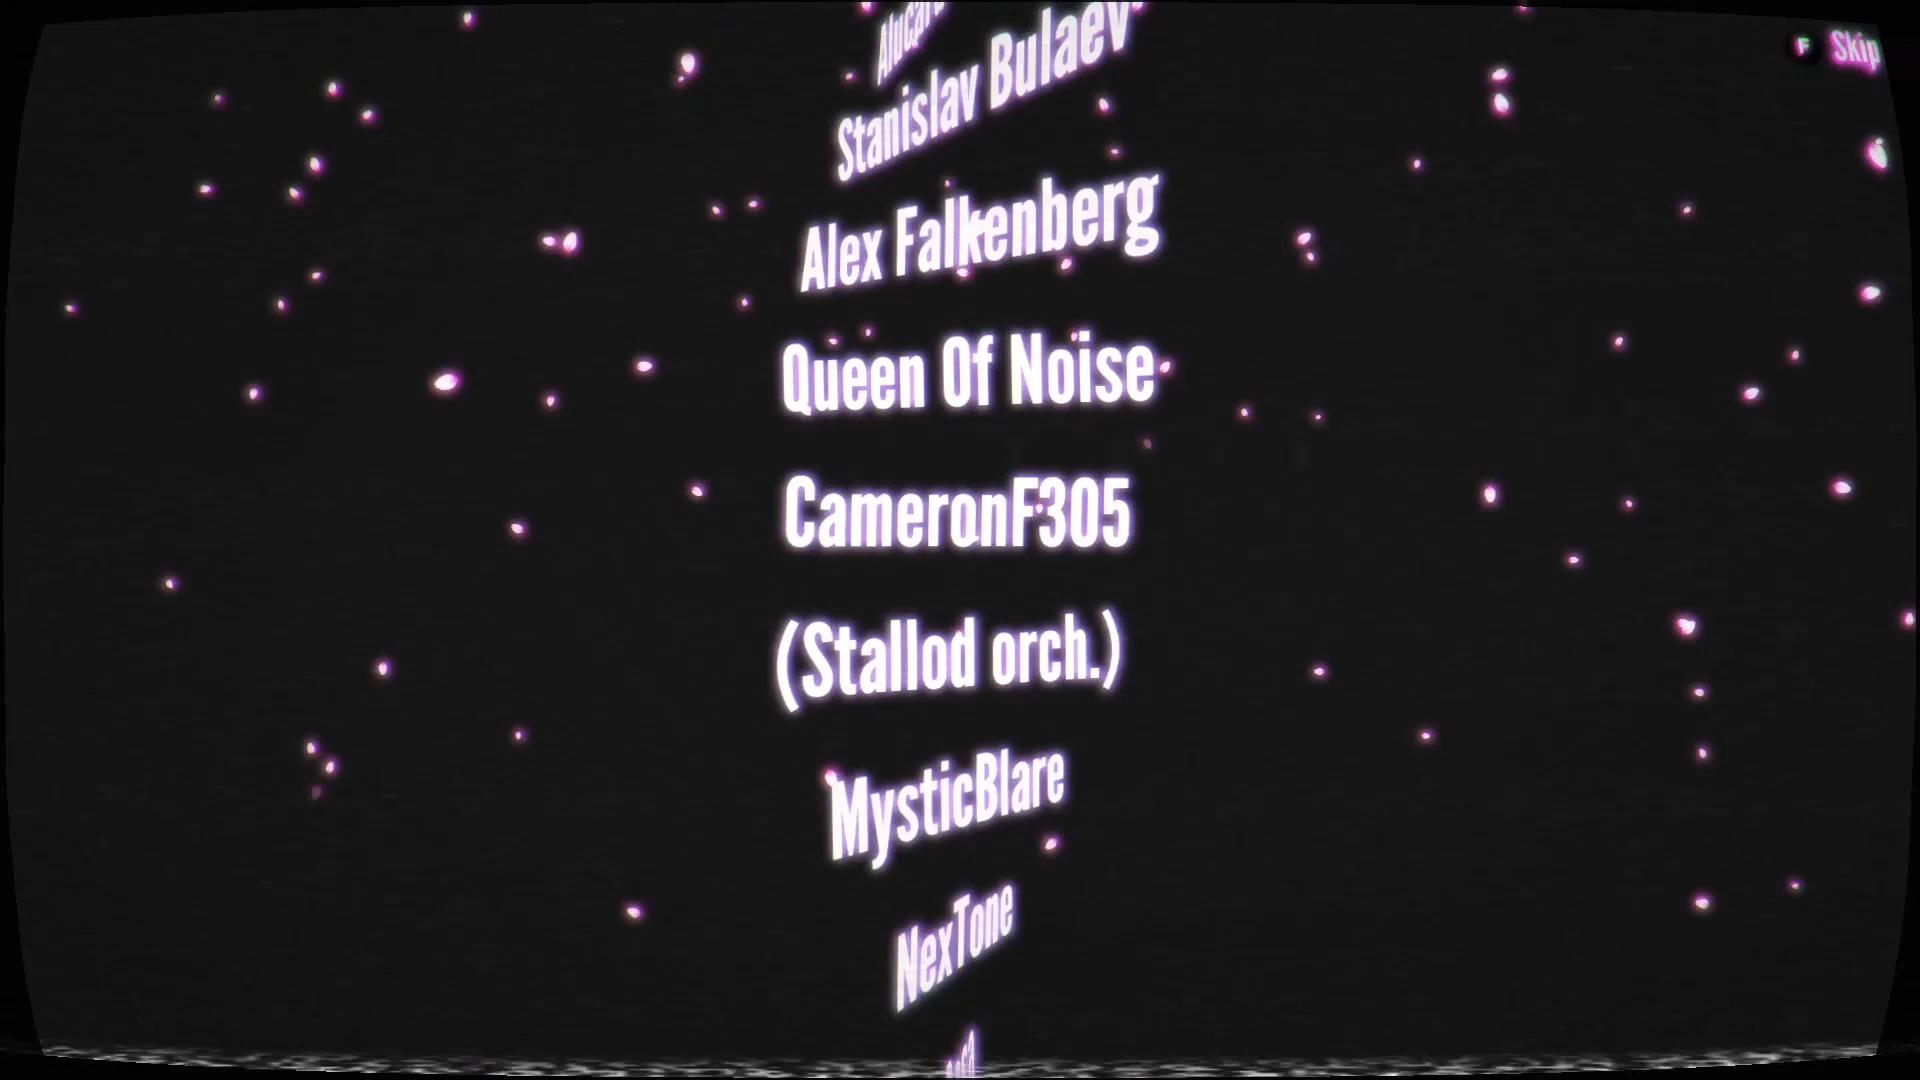 F Skip
Stanislav Bulaev
Alex Falkenberg
Queen Of Noise
CameronF305
(Stallod orch.)
MysticBlare
NexTone